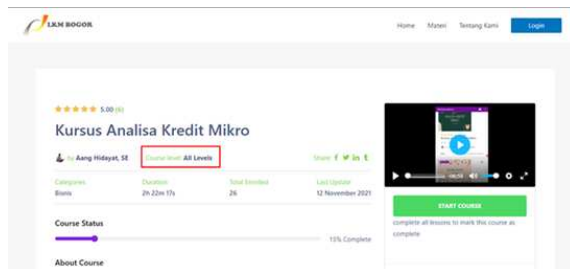 LKM BOGOR
Home Materi Tentang Kami Login
5.00 (6)
Kursus Analisa Kredit Mikro
by Aang Hidayat, SE Course level: All Levels Share:
Categories Duration Total Enrolled Last Update
Bisnis 2h 22m 17s 26 12 November 2021
Course Status
15% Complete
About Course
START COURSE
complete all lessons to mark this course as
complete